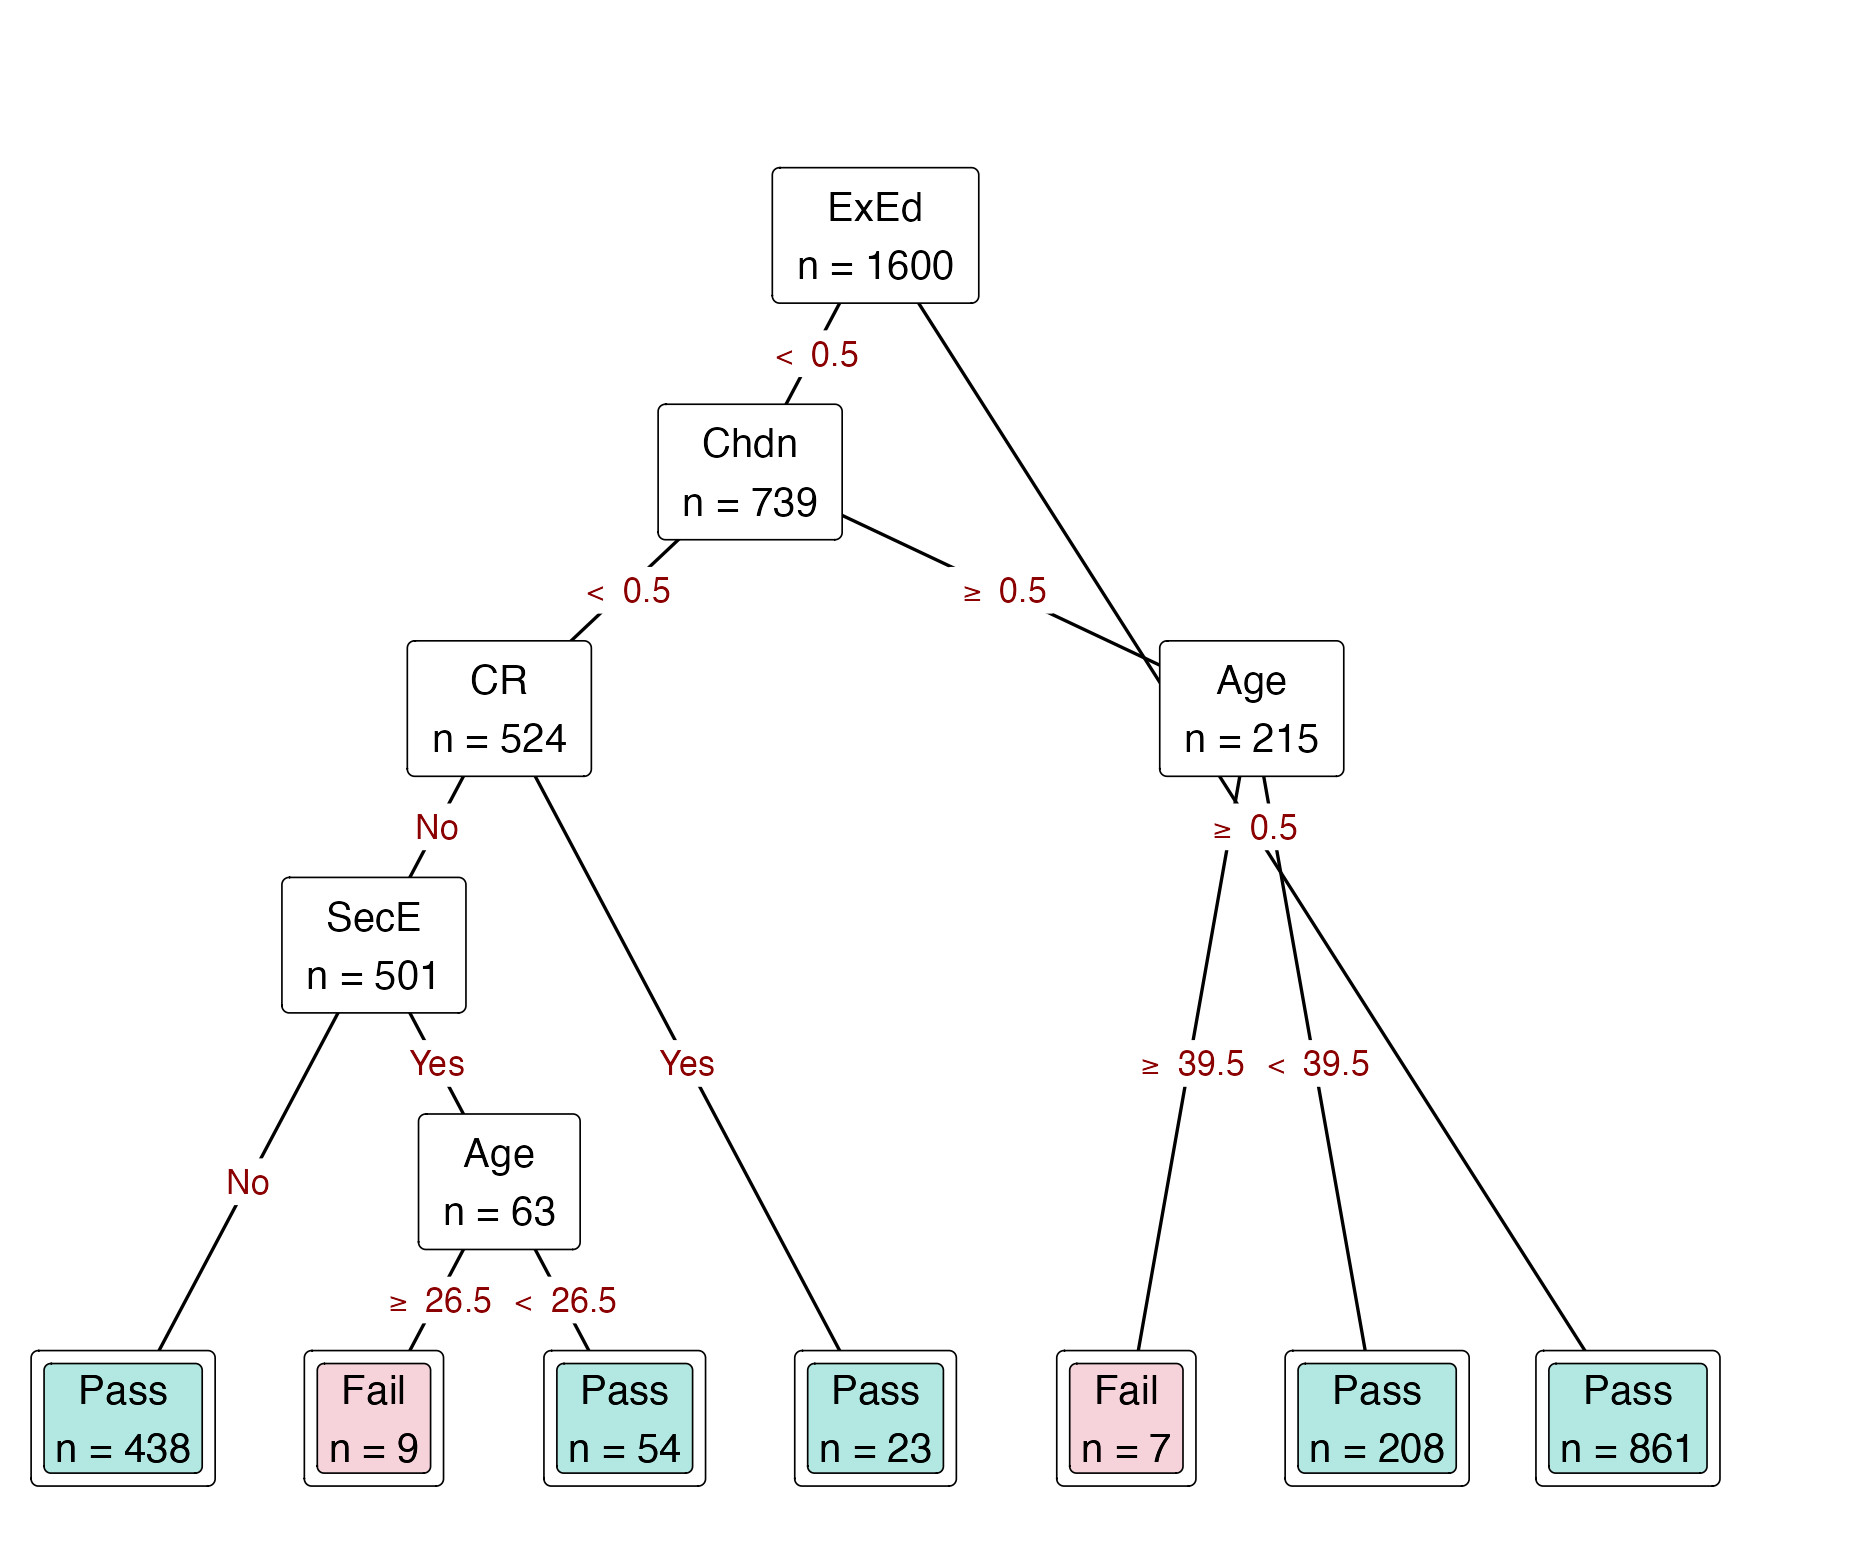 ExEd
n = 1600
< 0.5
Chdn
n = 739
< 0.5
≥ 0.5
CR
n = 524
Age
n = 215
No
≥ 0.5
SecE
n = 501
Yes
Yes
≥ 39.5
< 39.5
Age
n = 63
No
≥ 26.5
< 26.5
Pass
n = 438
Fail
n = 9
Pass
n = 54
Pass
n = 23
Fail
n = 7
Pass
n = 208
Pass
n = 861